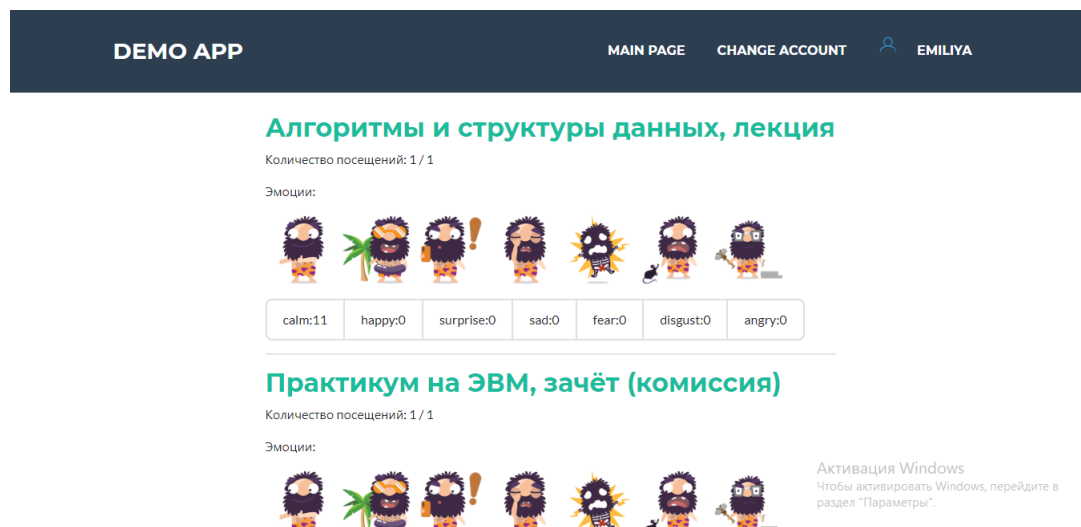 DEMO APP MAIN PAGE CHANGE ACCOUNT EMILIYA
Алгоритмы и структуры данных, лекция
Количество посещений: 1 / 1
Эмоции:
calm:11 happy:0 surprise:0 sad:0 fear:0 disgust:0 angry:0
Практикум на ЭВМ, зачёт (комиссия)
Количество посещений: 1 / 1
Эмоции:
Активация Windows
Чтобы активировать Windows, перейдите в
раздел "Параметры".